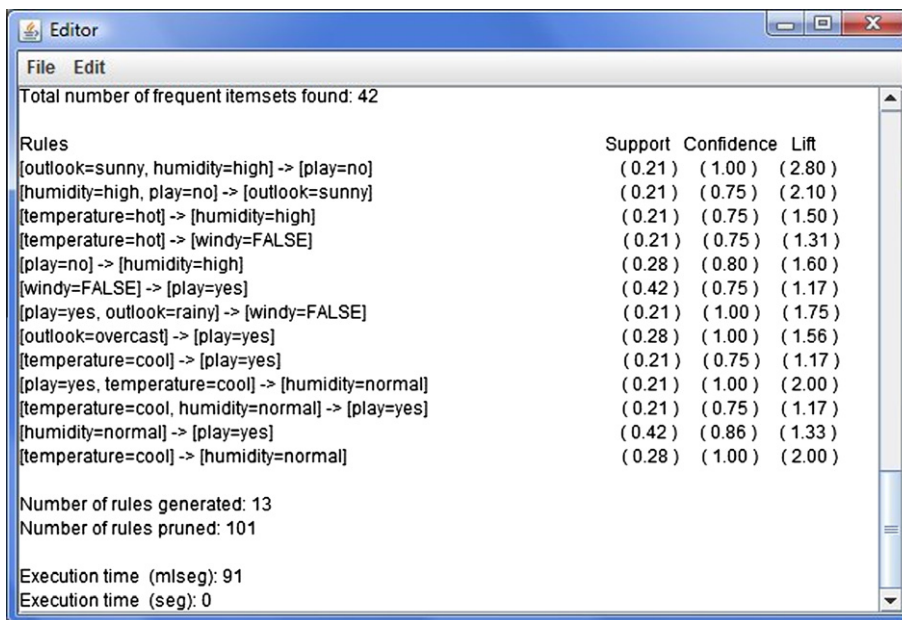 Editor
File Edit
Total number of frequent itemsets found: 42
Rules Support Confidence Lift
[outlook=sunny, humidity=high] -> [play=no] ( 0.21 ) ( 1.00 ) ( 2.80 )
[humidity=high, play=no] -> [outlook=sunny] ( 0.21 ) ( 0.75 ) ( 2.10 )
[temperature=hot] -> [humidity=high] ( 0.21 ) ( 0.75 ) ( 1.50 )
[temperature=hot] -> [windy=FALSE] ( 0.21 ) ( 0.75 ) ( 1.31 )
[play=no] -> [humidity=high] ( 0.28 ) ( 0.80 ) ( 1.60 )
[windy=FALSE] -> [play=yes] ( 0.42 ) ( 0.75 ) ( 1.17 )
[play=yes, outlook=rainy] -> [windy=FALSE] ( 0.21 ) ( 1.00 ) ( 1.75 )
[outlook=overcast] -> [play=yes] ( 0.28 ) ( 1.00 ) ( 1.56 )
[temperature=cool] -> [play=yes] ( 0.21 ) ( 0.75 ) ( 1.17 )
[play=yes, temperature=cool] -> [humidity=normal] ( 0.21 ) ( 1.00 ) ( 2.00 )
[temperature=cool, humidity=normal] -> [play=yes] ( 0.21 ) ( 0.75 ) ( 1.17 )
[humidity=normal] -> [play=yes] ( 0.42 ) ( 0.86 ) ( 1.33 )
[temperature=cool] -> [humidity=normal] ( 0.28 ) ( 1.00 ) ( 2.00 )
Number of rules generated: 13
Number of rules pruned: 101
Execution time (mlseg): 91
Execution time (seg): 0